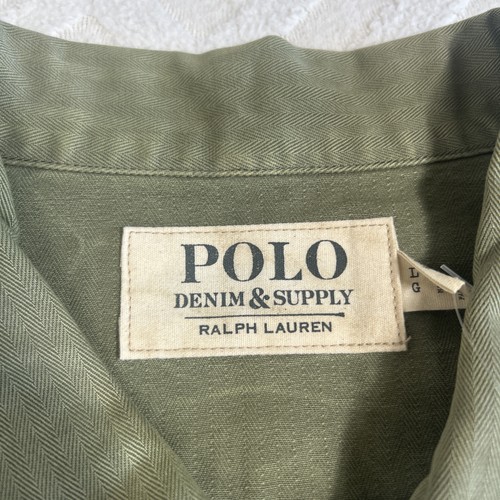 POLO
DENIM & SUPPLY
RALPH LAUREN
L
G